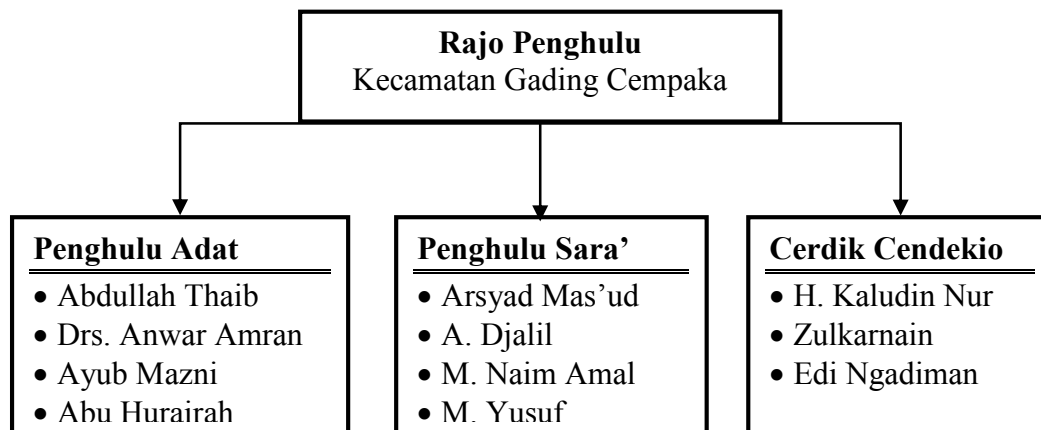 Rajo Penghulu
Kecamatan Gading Cempaka
Penghulu Adat
• Abdullah Thaib
• Drs. Anwar Amran
• Ayub Mazni
• Abu Hurairah
Penghulu Sara’
• Arsyad Mas’ud
• A. Djalil
• M. Naim Amal
• M. Yusuf
Cerdik Cendekio
• H. Kaludin Nur
• Zulkarnain
• Edi Ngadiman